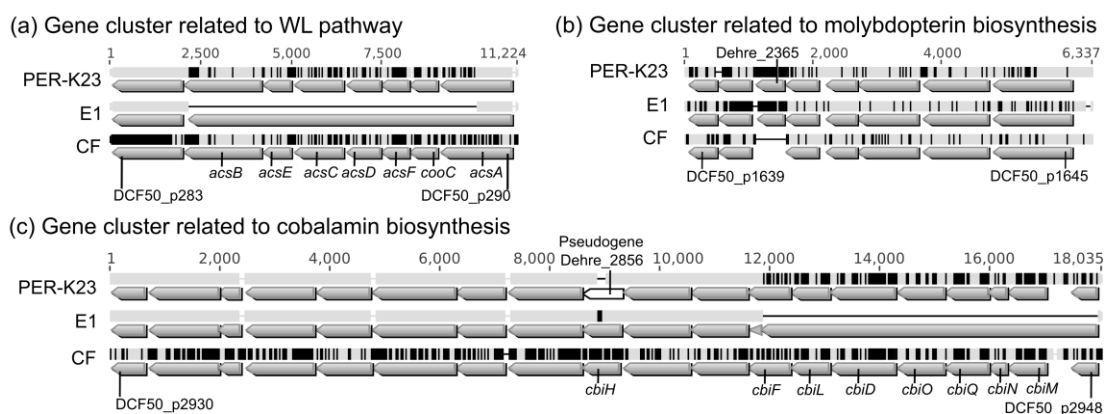 (a) Gene cluster related to WL pathway
1 2,500 5,000 7,500 11,224
PER-K23
E1
CF
acsB acsE acsC acsD acsF cooC acsA
DCF50_p283 DCF50_p290
(b) Gene cluster related to molybdopterin biosynthesis
Dehre_2365
1 2,000 4,000 6,337
PER-K23
E1
CF
DCF50_p1639 DCF50_p1645
(c) Gene cluster related to cobalamin biosynthesis
Pseudogene
Dehre_2856
1 2,000 4,000 6,000 8,000 10,000 12,000 14,000 16,000 18,035
PER-K23
E1
CF
cbiH cbiF cbiL cbiD cbiO cbiQ cbiN cbiM
DCF50_p2930 DCF50_p2948